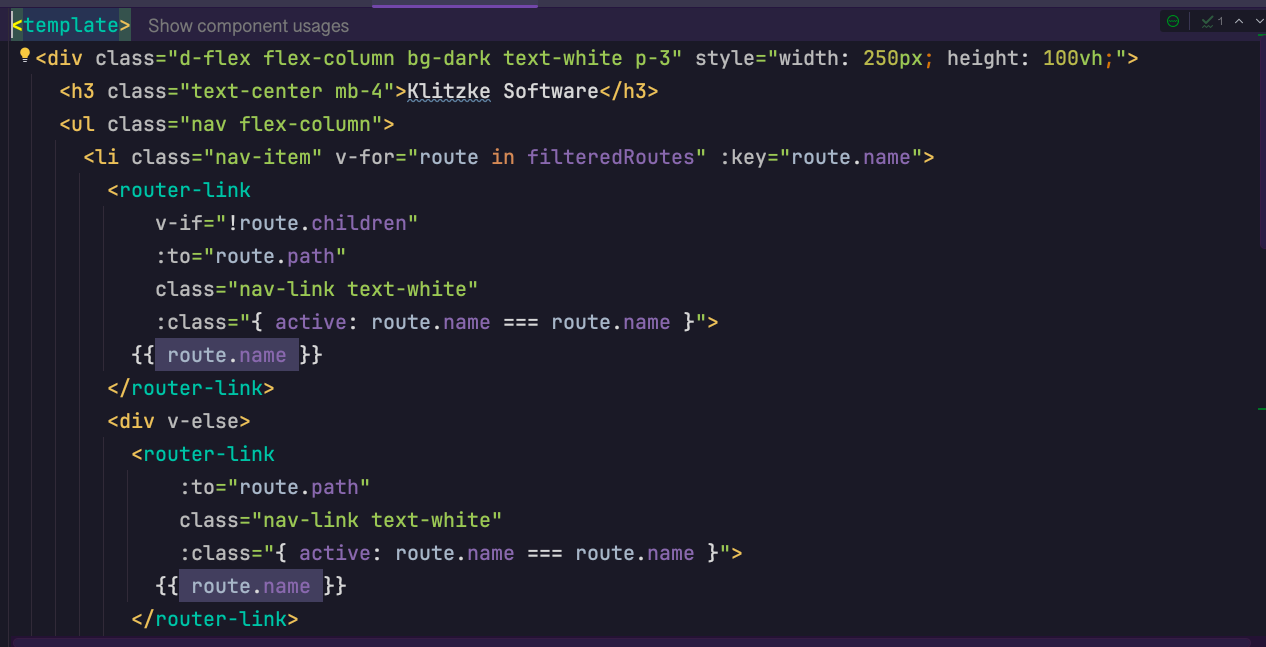 <template> Show component usages 1
<div class="d-flex flex-column bg-dark text-white p-3" style="width: 250px; height: 100vh;">
<h3 class="text-center mb-4">Klitzke Software</h3>
<ul class="nav flex-column">
<li class="nav-item" v-for="route in filteredRoutes" :key="route.name">
<router-link
v-if="!route.children"
:to="route.path"
class="nav-link text-white"
:class="{ active: route.name === route.name }">
{{ route.name }}
</router-link>
<div v-else>
<router-link
:to="route.path"
class="nav-link text-white"
:class="{ active: route.name === route.name }">
{{ route.name }}
</router-link>